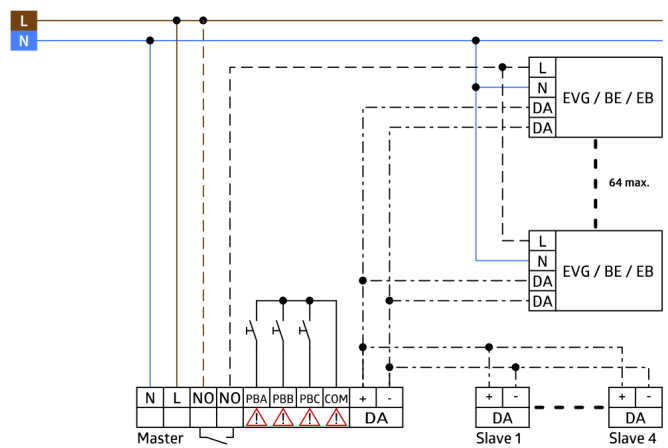 L
N
L
N
DA
DA
EVG / BE / EB
64 max.
L
N
DA
DA
EVG / BE / EB
N L NO NO PBA PBB PBC COM + -
DA
Master
+ -
DA
Slave 1
+ -
DA
Slave 4